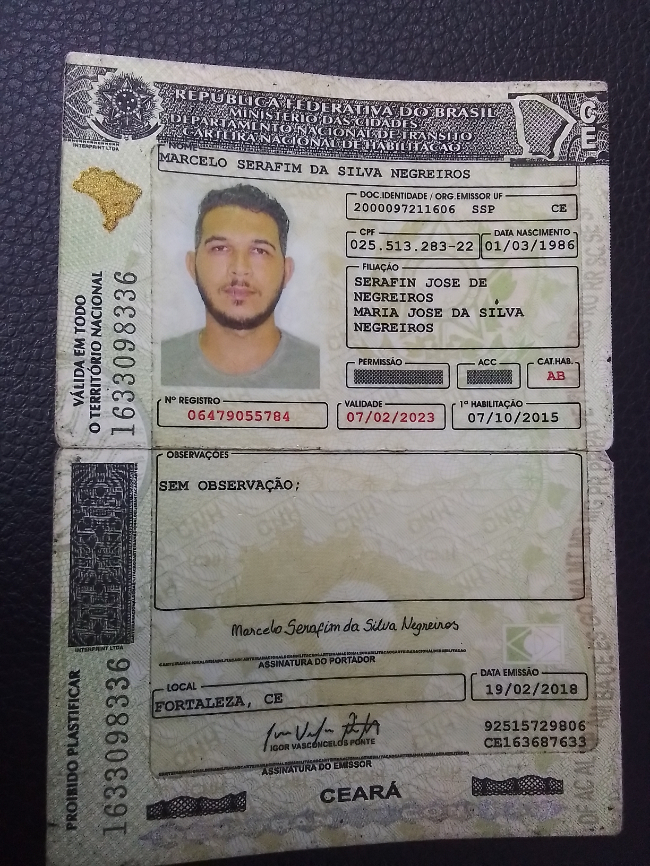 REPÚBLICA FEDERATIVA DO BRASIL
MINISTÉRIO DAS CIDADES
DEPARTAMENTO NACIONAL DE TRÂNSITO
CARTEIRA NACIONAL DE HABILITAÇÃO
CE
INTERPRINT LTDA
NOME
MARCELO SERAFIM DA SILVA NEGREIROS
DOC. IDENTIDADE / ORG. EMISSOR UF
2000097211606 SSP CE
CPF
025.513.283-22
DATA NASCIMENTO
01/03/1986
FILIAÇÃO
SERAFIN JOSE DE
NEGREIROS
MARIA JOSE DA SILVA
NEGREIROS
PERMISSÃO
ACC
CAT. HAB.
AB
Nº REGISTRO
06479055784
VALIDADE
07/02/2023
1ª HABILITAÇÃO
07/10/2015
VÁLIDA EM TODO
O TERRITÓRIO NACIONAL
1633098336
OBSERVAÇÕES
SEM OBSERVAÇÃO;
INTERPRINT LTDA
Marcelo Serafim da Silva Negreiros
ASSINATURA DO PORTADOR
LOCAL
FORTALEZA, CE
DATA EMISSÃO
19/02/2018
IGOR VASCONCELOS PONTE
ASSINATURA DO EMISSOR
92515729806
CE163687633
PROIBIDO PLASTIFICAR
1633098336
CEARÁ